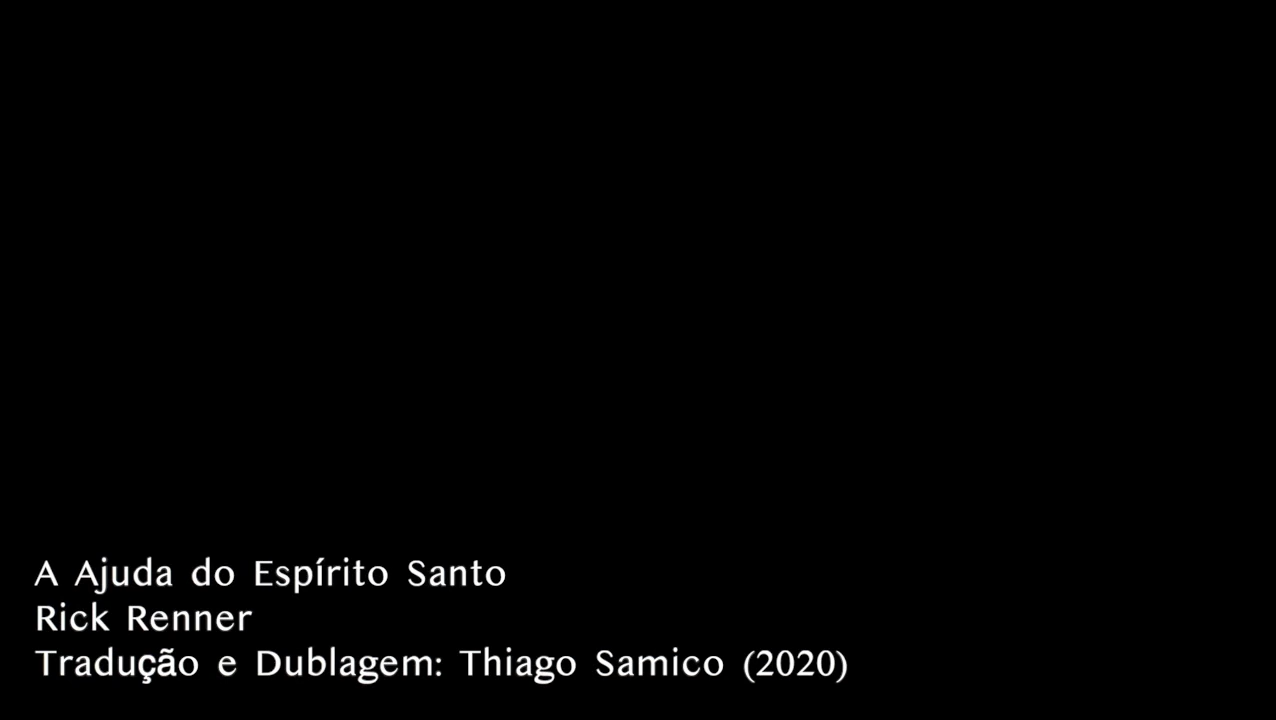 A Ajuda do Espírito Santo
Rick Renner
Tradução e Dublagem: Thiago Samico (2020)